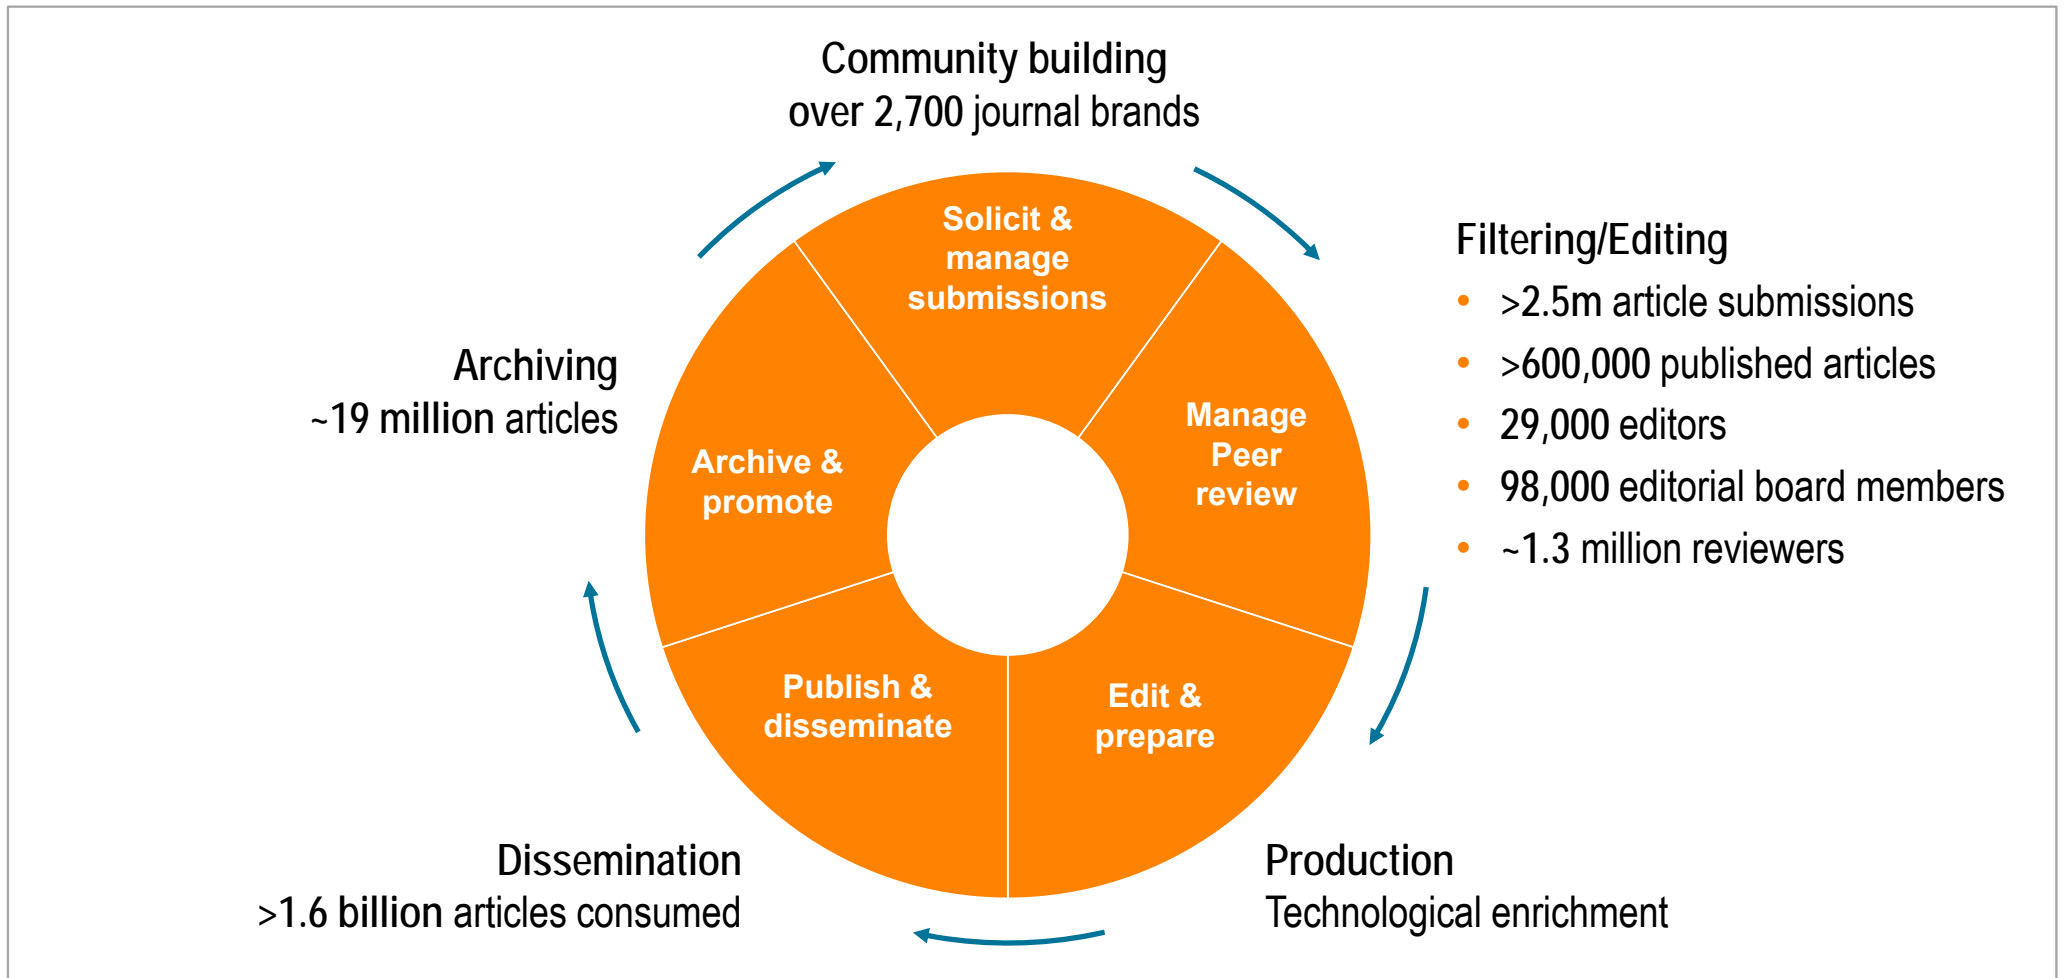 Community building
over 2,700 journal brands
Solicit &
manage
submissions
Filtering/Editing
• >2.5m article submissions
• >600,000 published articles
• 29,000 editors
• 98,000 editorial board members
• ~1.3 million reviewers
Manage
Peer
review
Edit &
prepare
Production
Technological enrichment
Publish &
disseminate
Dissemination
>1.6 billion articles consumed
Archive &
promote
Archiving
~19 million articles